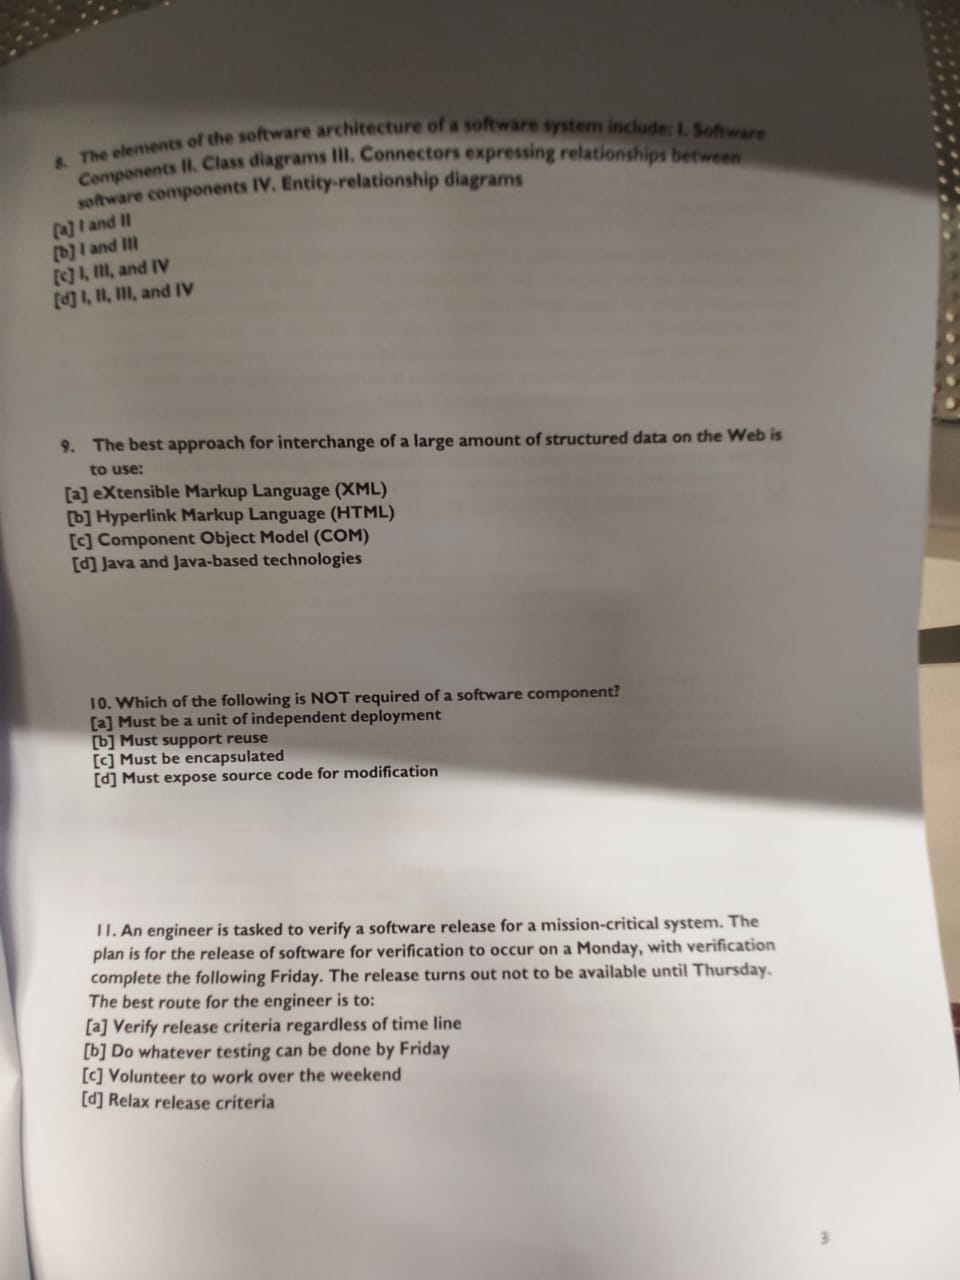 8. The elements of the software architecture of a software system include: I. Software
Components II. Class diagrams III. Connectors expressing relationships between
software components IV. Entity-relationship diagrams
[a] I and II
[b] I and III
[c] I, III, and IV
[d] I, II, III, and IV
9. The best approach for interchange of a large amount of structured data on the Web is
to use:
[a] eXtensible Markup Language (XML)
[b] Hyperlink Markup Language (HTML)
[c] Component Object Model (COM)
[d] Java and Java-based technologies
10. Which of the following is NOT required of a software component?
[a] Must be a unit of independent deployment
[b] Must support reuse
[c] Must be encapsulated
[d] Must expose source code for modification
11. An engineer is tasked to verify a software release for a mission-critical system. The
plan is for the release of software for verification to occur on a Monday, with verification
complete the following Friday. The release turns out not to be available until Thursday.
The best route for the engineer is to:
[a] Verify release criteria regardless of time line
[b] Do whatever testing can be done by Friday
[c] Volunteer to work over the weekend
[d] Relax release criteria
3